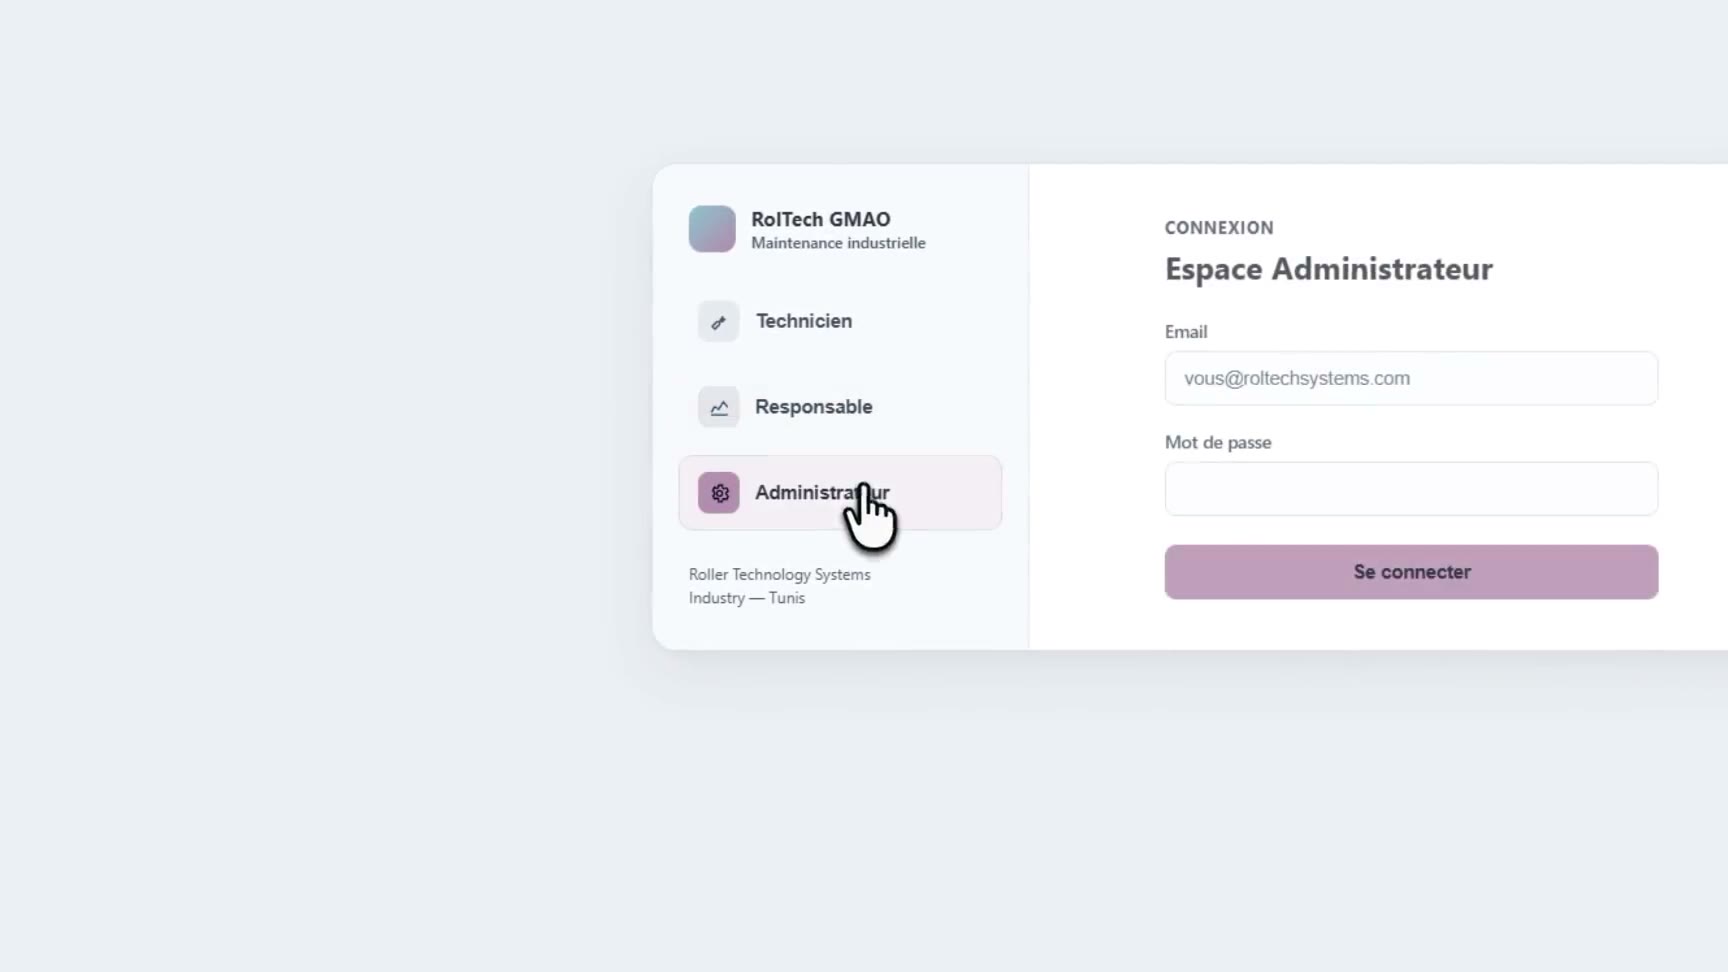 RolTech GMAO
Maintenance industrielle
Technicien
Responsable
Administrateur
Roller Technology Systems
Industry — Tunis
CONNEXION
Espace Administrateur
Email
vous@roltechsystems.com
Mot de passe
Se connecter